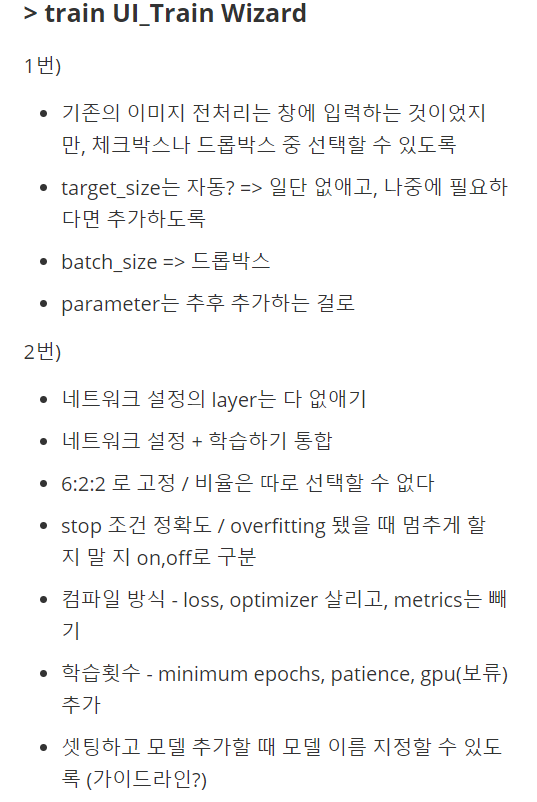 > train UI_Train Wizard
1번)
• 기존의 이미지 전처리는 창에 입력하는 것이었지
만, 체크박스나 드롭박스 중 선택할 수 있도록
• target_size는 자동? => 일단 없애고, 나중에 필요하
다면 추가하도록
• batch_size => 드롭박스
• parameter는 추후 추가하는 걸로
2번)
• 네트워크 설정의 layer는 다 없애기
• 네트워크 설정 + 학습하기 통합
• 6:2:2 로 고정 / 비율은 따로 선택할 수 없다
• stop 조건 정확도 / overfitting 됐을 때 멈추게 할
지 말 지 on,off로 구분
• 컴파일 방식 - loss, optimizer 살리고, metrics는 빼
기
• 학습횟수 - minimum epochs, patience, gpu(보류)
추가
• 셋팅하고 모델 추가할 때 모델 이름 지정할 수 있도
록 (가이드라인?)